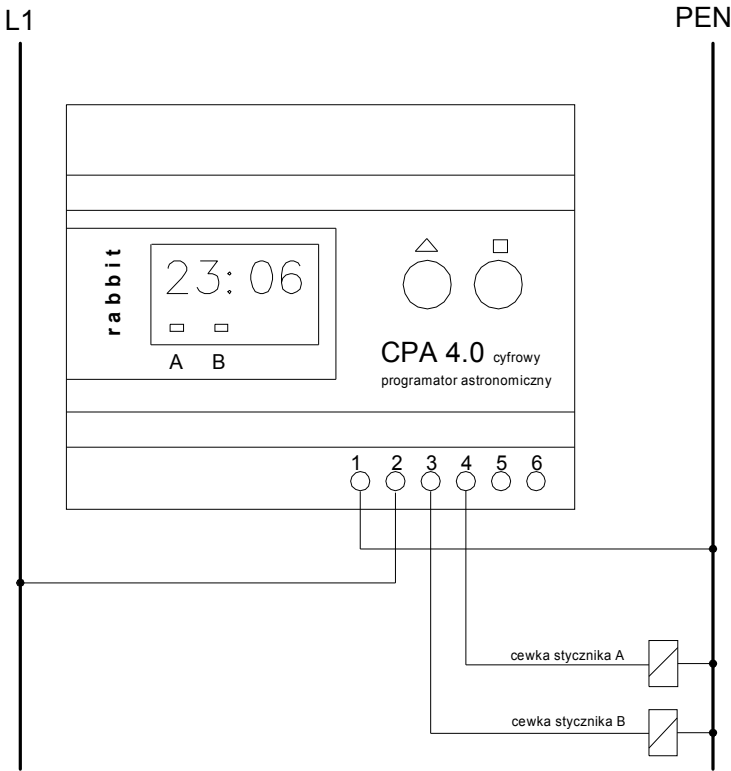 L1
PEN
rabbit
23:06
A B
CPA 4.0 cyfrowy
programator astronomiczny
1 2 3 4 5 6
cewka stycznika A
cewka stycznika B